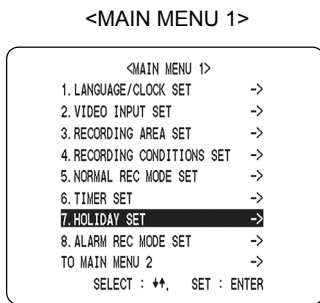 <MAIN MENU 1>
<MAIN MENU 1>
1. LANGUAGE/CLOCK SET ->
2. VIDEO INPUT SET ->
3. RECORDING AREA SET ->
4. RECORDING CONDITIONS SET ->
5. NORMAL REC MODE SET ->
6. TIMER SET ->
7. HOLIDAY SET ->
8. ALARM REC MODE SET ->
TO MAIN MENU 2 ->
SELECT : ↓↑, SET : ENTER